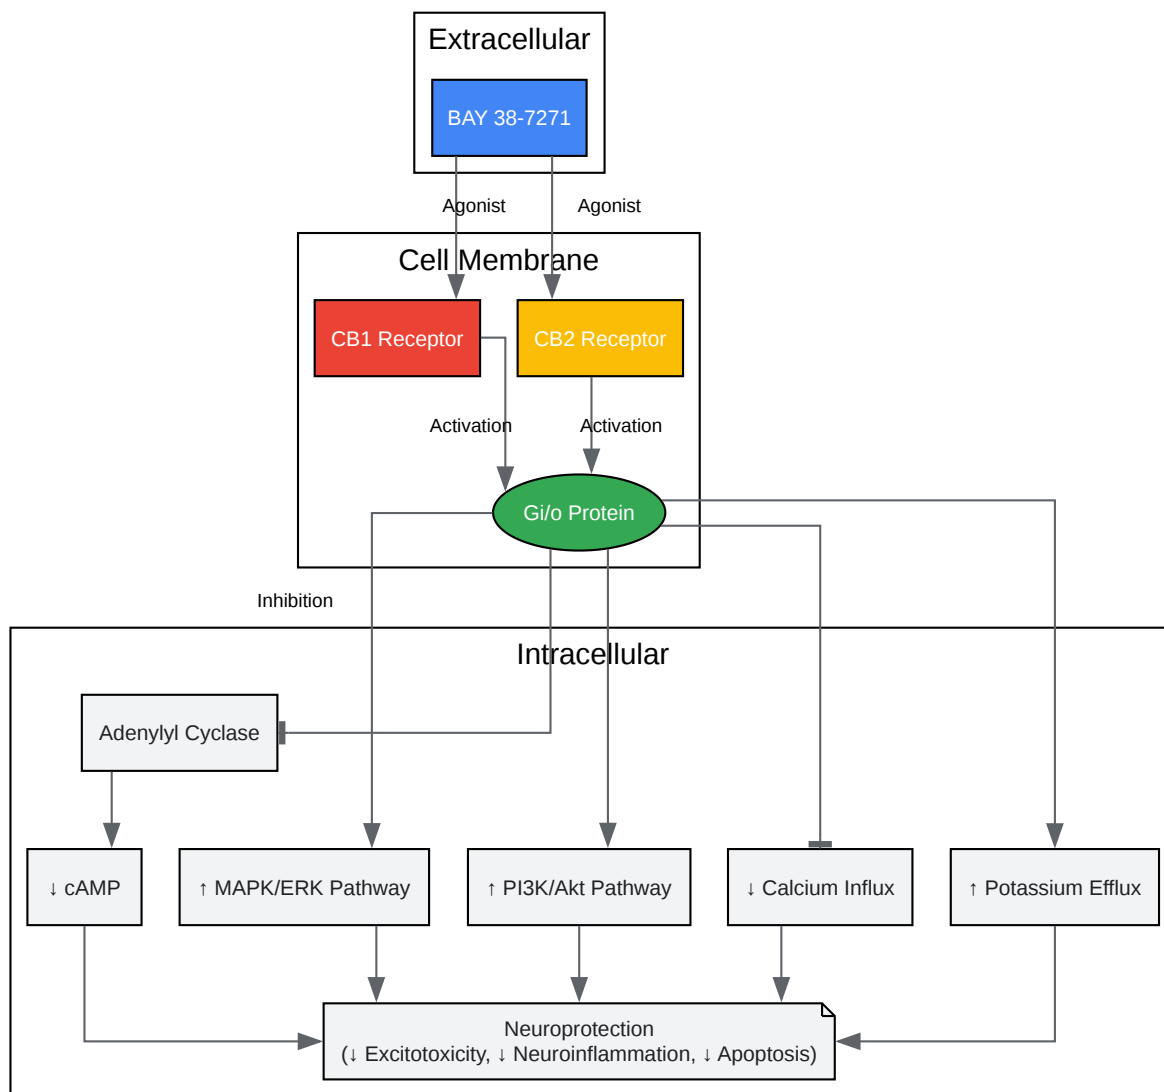 Extracellular
BAY 38-7271
Agonist
Agonist
Cell Membrane
CB1 Receptor
CB2 Receptor
Activation
Activation
Gi/o Protein
Inhibition
Intracellular
Adenylyl Cyclase
↓ cAMP
↑ MAPK/ERK Pathway
↑ PI3K/Akt Pathway
↓ Calcium Influx
↑ Potassium Efflux
Neuroprotection
(↓ Excitotoxicity, ↓ Neuroinflammation, ↓ Apoptosis)